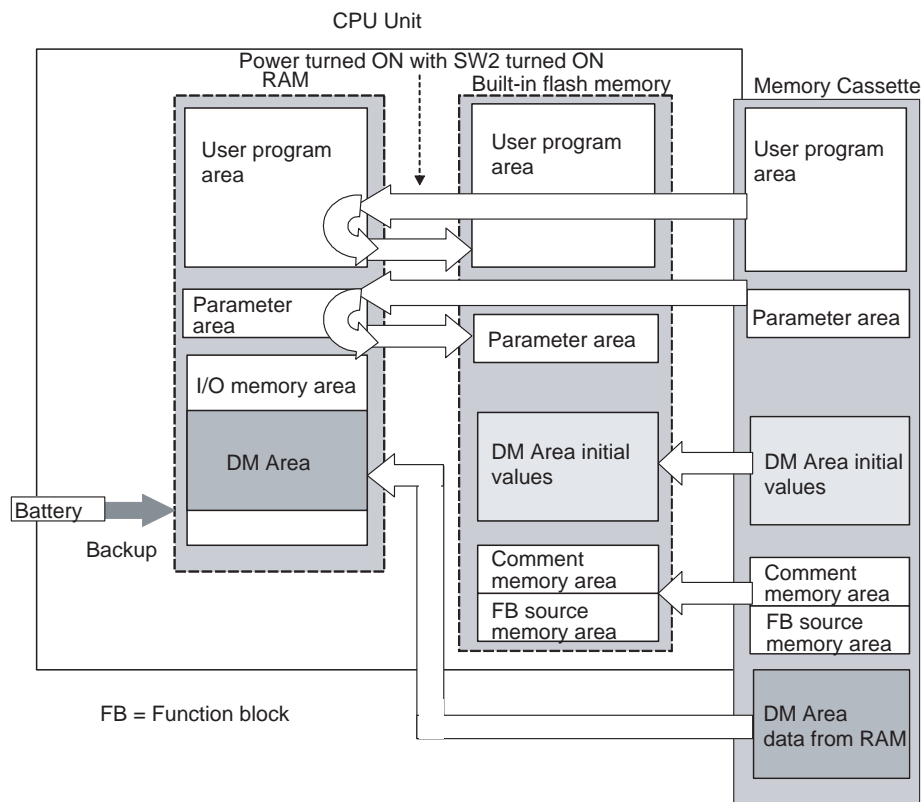 CPU Unit
Power turned ON with SW2 turned ON
RAM
Built-in flash memory
Memory Cassette
User program
area
User program
area
User program
area
Parameter
area
Parameter area
Parameter area
I/O memory area
DM Area
DM Area initial
values
DM Area initial
values
Battery
Backup
Comment
memory area
FB source
memory area
Comment
memory area
FB source
memory area
FB = Function block
DM Area
data from RAM